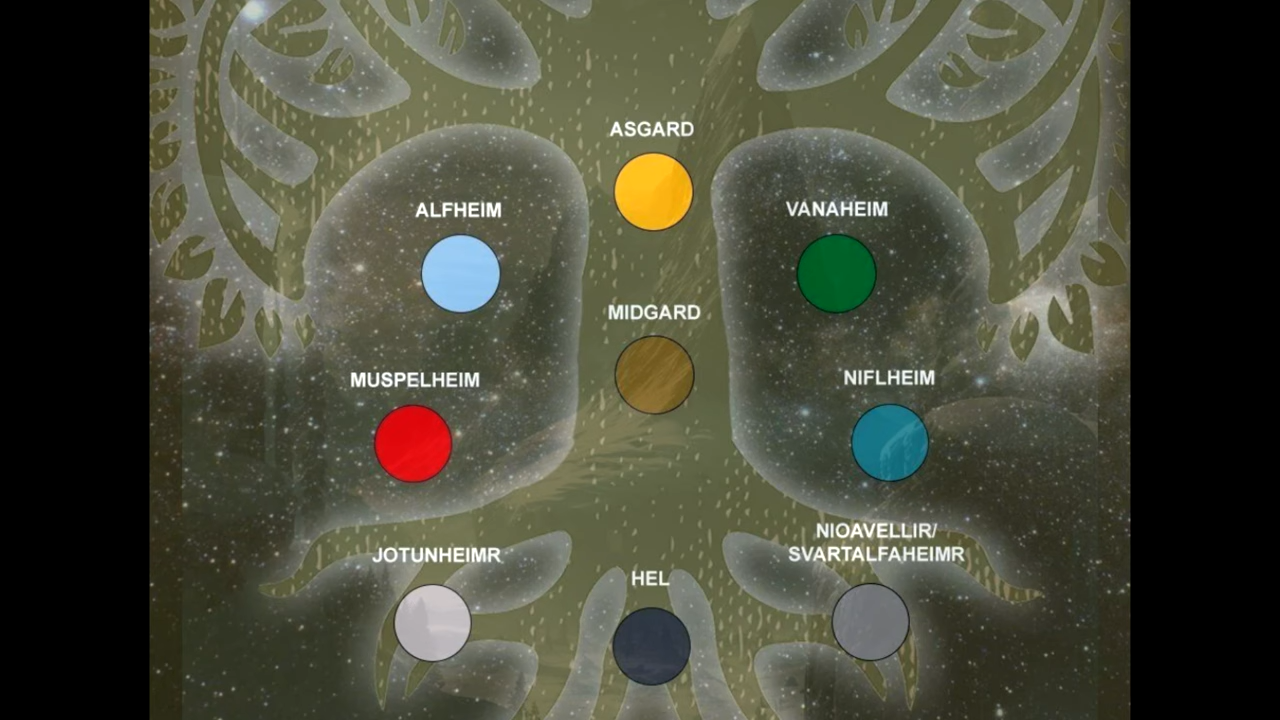 ASGARD
ALFHEIM
VANAHEIM
MIDGARD
MUSPELHEIM
NIFLHEIM
NIOAVELLIR/
SVARTALFAHEIMR
JOTUNHEIMR
HEL